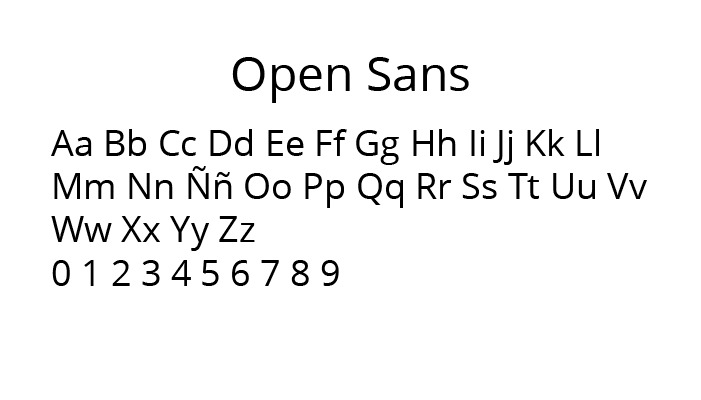 Open Sans
Aa Bb Cc Dd Ee Ff Gg Hh Ii Jj Kk Ll
Mm Nn Ññ Oo Pp Qq Rr Ss Tt Uu Vv
Ww Xx Yy Zz
0 1 2 3 4 5 6 7 8 9